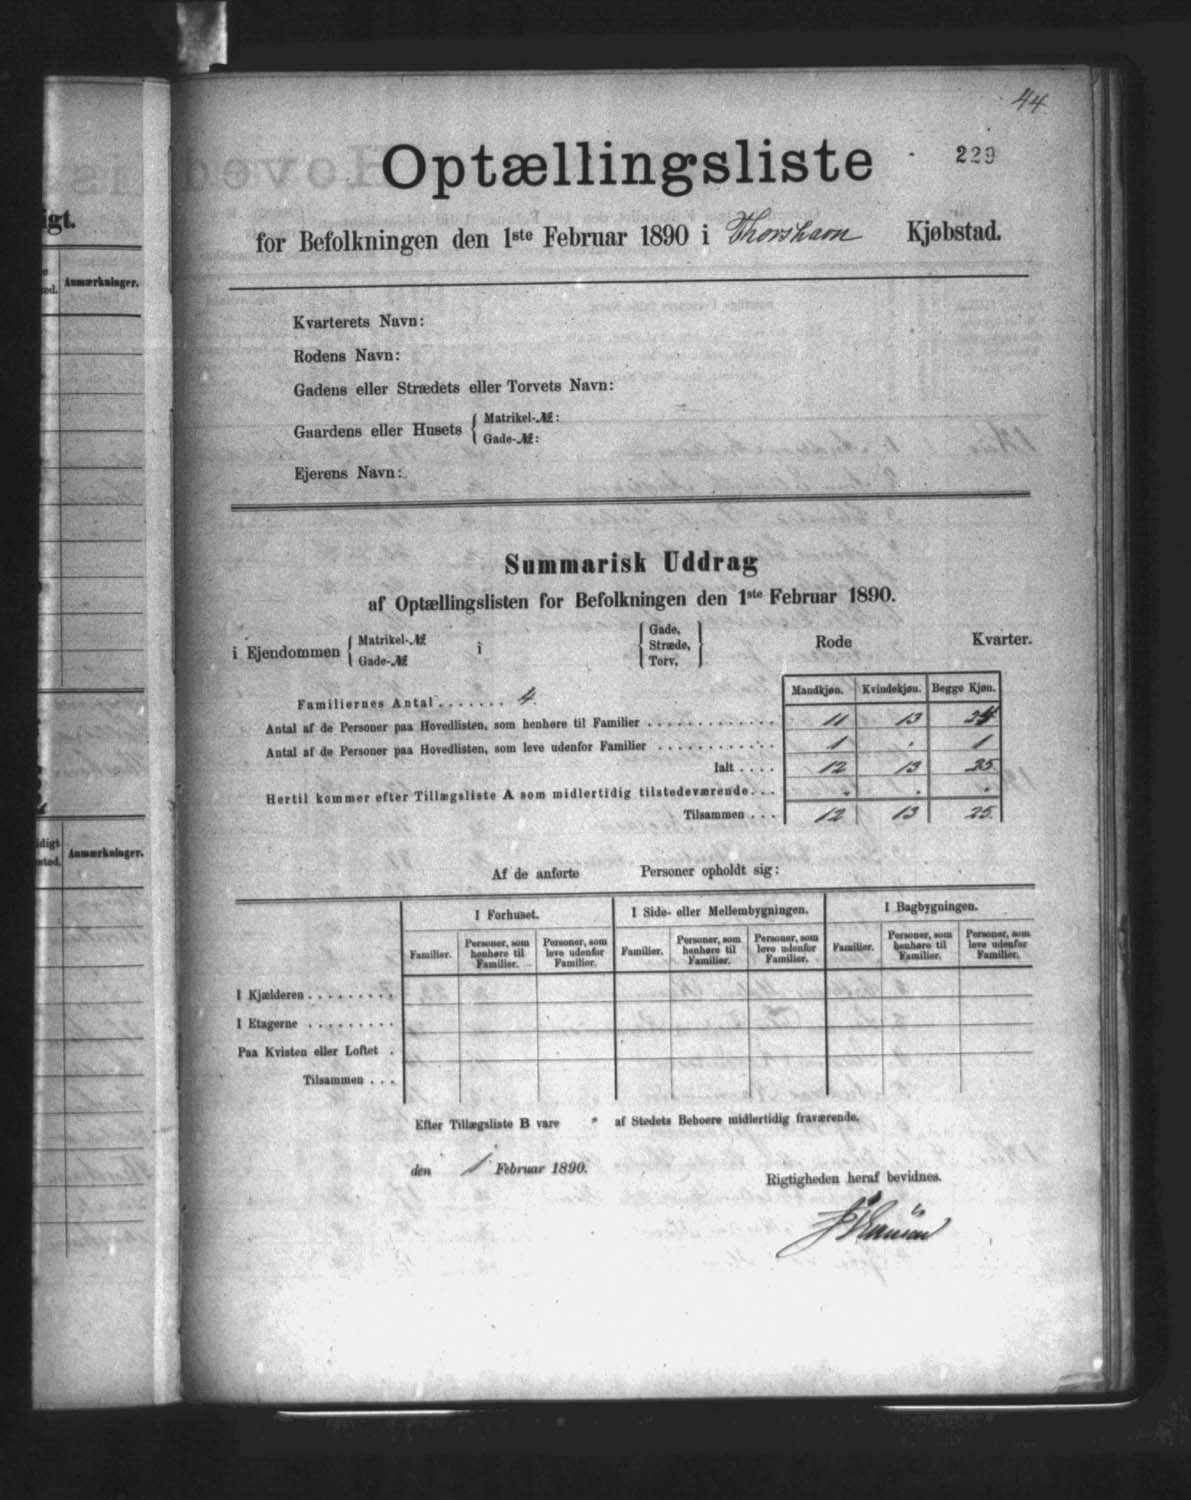 44
Optællingsliste
229
for Befolkningen den 1ste Februar 1890 i Thorshavn Kjøbstad.
Kvarterets Navn:
Rodens Navn:
Gadens eller Strædets eller Torvets Navn:
Gaardens eller Husets { Matrikel-№:
Gade-№:
Ejerens Navn:
Summarisk Uddrag
af Optællingslisten for Befolkningen den 1ste Februar 1890.
i Ejendommen { Matrikel-№ Gade-№ i { Gade, Stræde, Torv, } Rode Kvarter.
Mandkjøn. Kvindekjøn. Begge Kjøn.
Familiernes Antal . . . . . . . 4.
Antal af de Personer paa Hovedlisten, som henhøre til Familier . . . . . . . . . . . . . 11 13 24
Antal af de Personer paa Hovedlisten, som leve udenfor Familier . . . . . . . . . . . . 1 . 1
Ialt . . . . 12 13 25
Hertil kommer efter Tillægsliste A som midlertidig tilstedeværende. . . . . .
Tilsammen . . . 12 13 25.
Af de anførte Personer opholdt sig:
I Forhuset. I Side- eller Mellembygningen. I Bagbygningen.
Familier. Personer, som henhøre til Familier. Personer, som leve udenfor Familier. Familier. Personer, som henhøre til Familier. Personer, som leve udenfor Familier. Familier. Personer, som henhøre til Familier. Personer, som leve udenfor Familier.
I Kjælderen . . . . . . . . .
I Etagerne . . . . . . . . .
Paa Kvisten eller Loftet .
Tilsammen . . .
Efter Tillægsliste B vare " af Stedets Beboere midlertidig fraværende.
den 1 Februar 1890.
Rigtigheden heraf bevidnes.
igt.
Anmærkninger.
Anmærkninger.